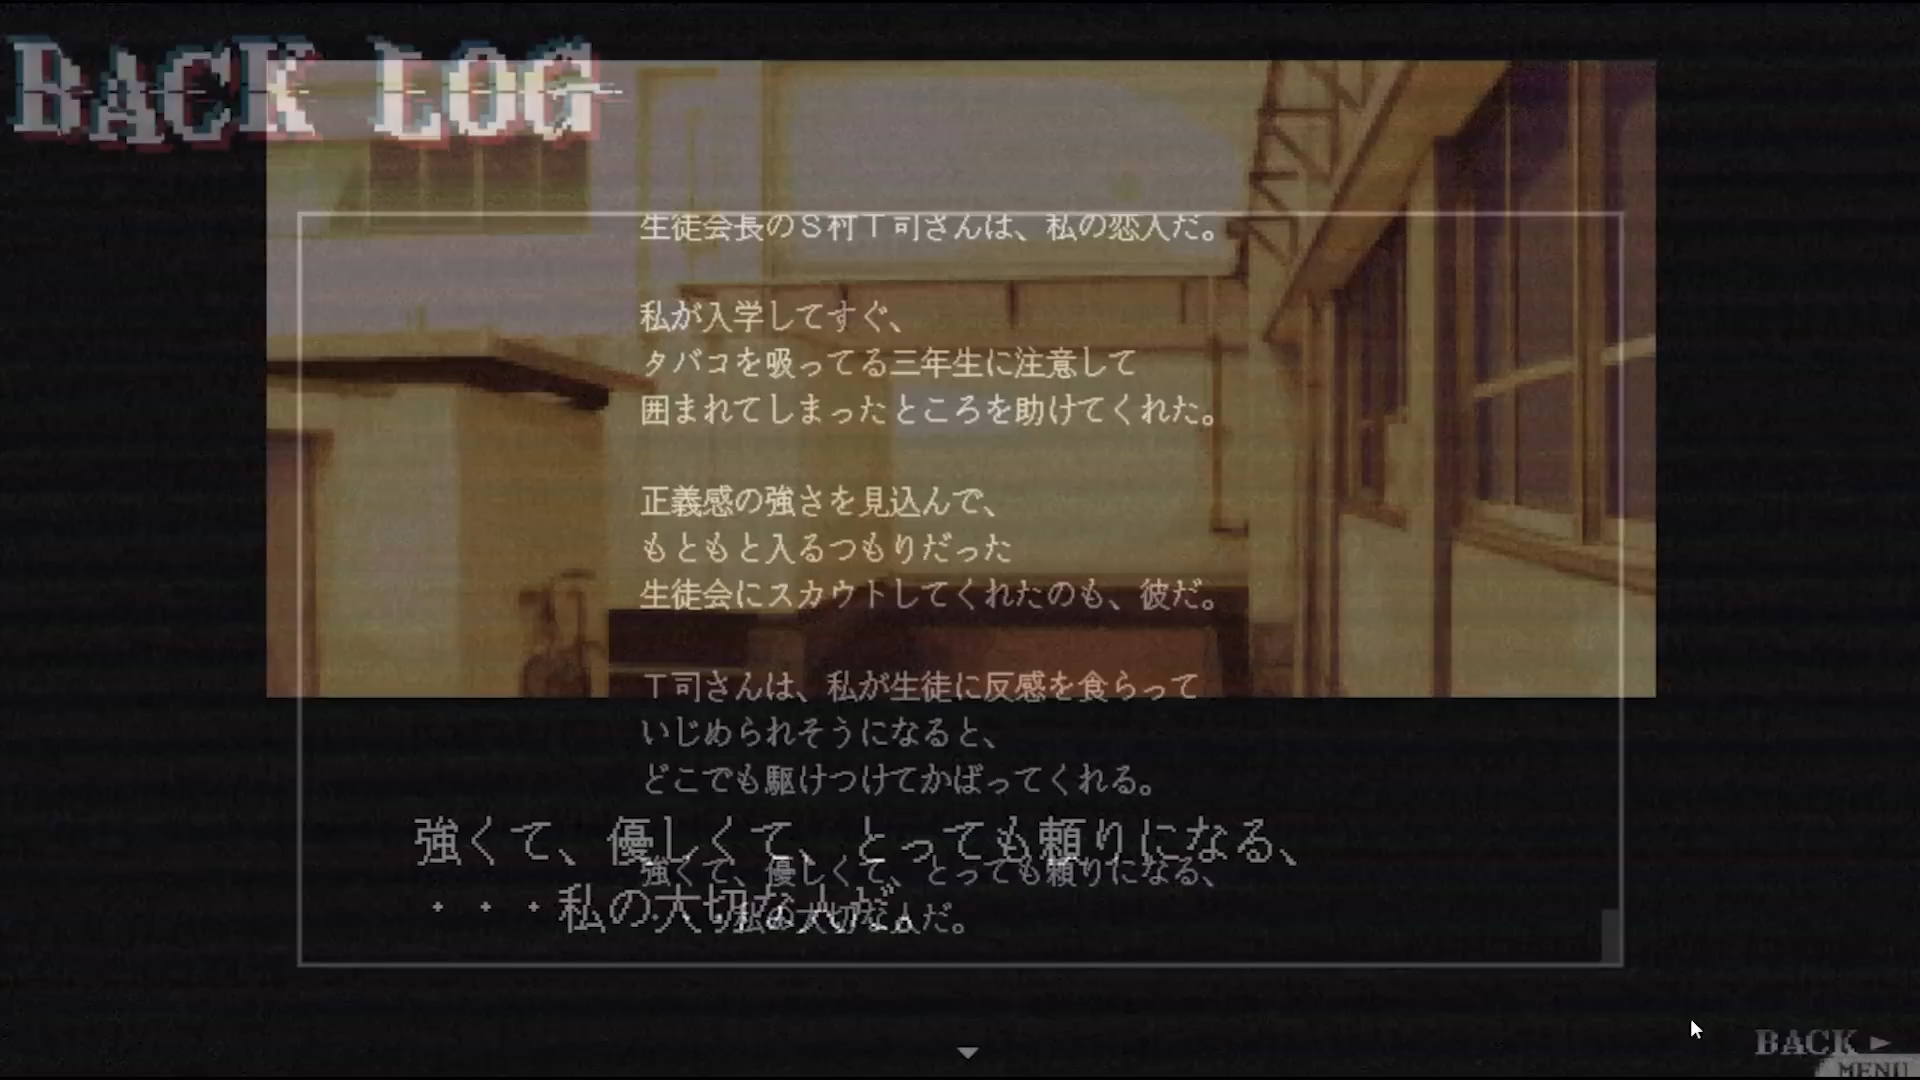 BACK LOG
生徒会長のS村T司さんは、私の恋人だ。
私が入学してすぐ、
タバコを吸ってる三年生に注意して
囲まれてしまったところを助けてくれた。
正義感の強さを見込んで、
もともと入るつもりだった
生徒会にスカウトしてくれたのも、彼だ。
T司さんは、私が生徒に反感を食らって
いじめられそうになると、
どこでも駆けつけてかばってくれる。
強くて、優しくて、とっても頼りになる、
・・・私の大切な人だ。
強くて、優しくて、とっても頼りになる、
・・・私の大切な人だ。
BACK
MENU